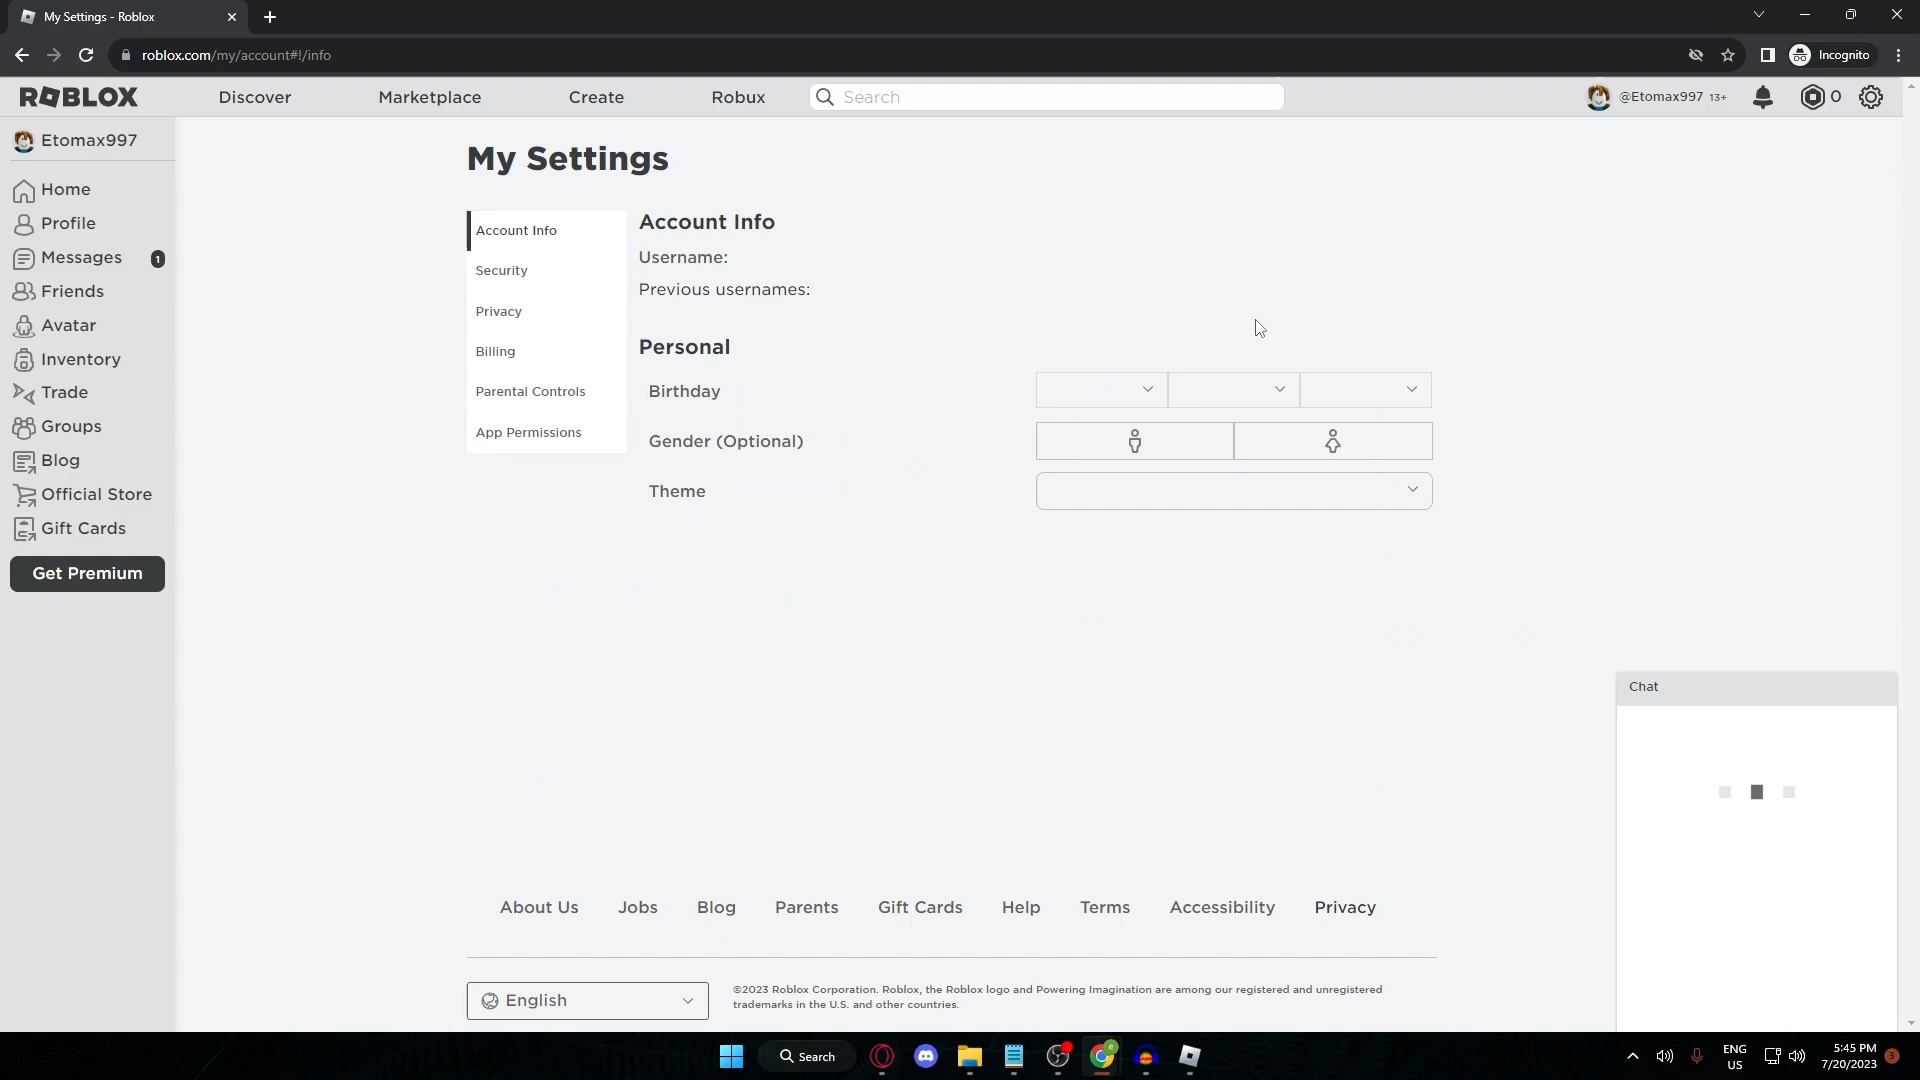 My Settings - Roblox
roblox.com/my/account#!/info
Incognito
ROBLOX
Discover
Marketplace
Create
Robux
Search
@Etomax997 13+
0
Etomax997
Home
Profile
Messages
1
Friends
Avatar
Inventory
Trade
Groups
Blog
Official Store
Gift Cards
Get Premium
My Settings
Account Info
Security
Privacy
Billing
Parental Controls
App Permissions
Account Info
Username:
Previous usernames:
Personal
Birthday
Gender (Optional)
Theme
Chat
About Us
Jobs
Blog
Parents
Gift Cards
Help
Terms
Accessibility
Privacy
English
©2023 Roblox Corporation. Roblox, the Roblox logo and Powering Imagination are among our registered and unregistered
trademarks in the U.S. and other countries.
Search
e
ENG
US
5:45 PM
7/20/2023
3